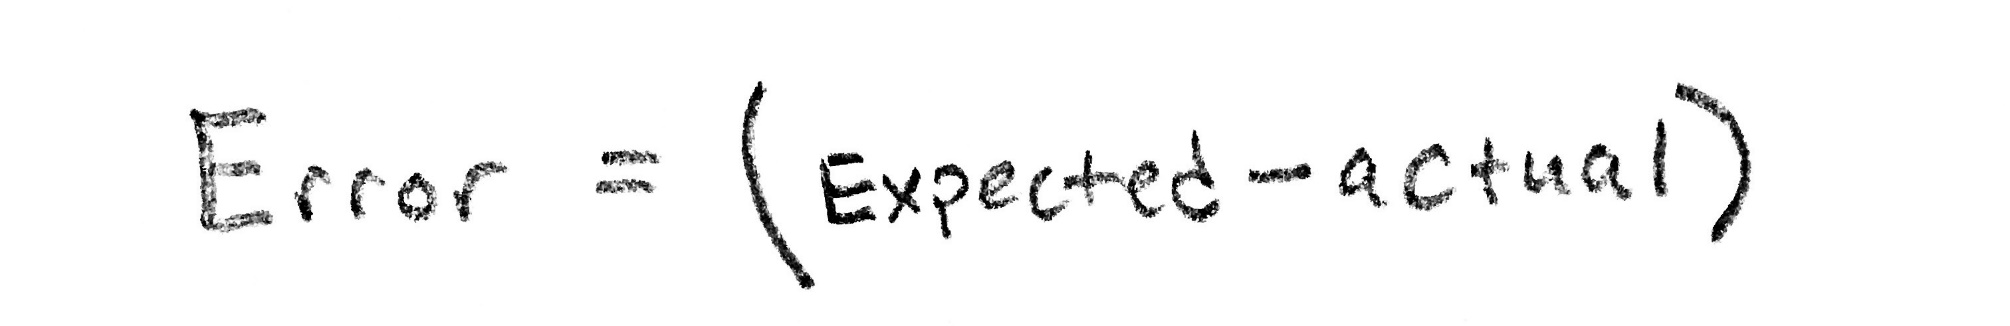 Error = (Expected - actual)